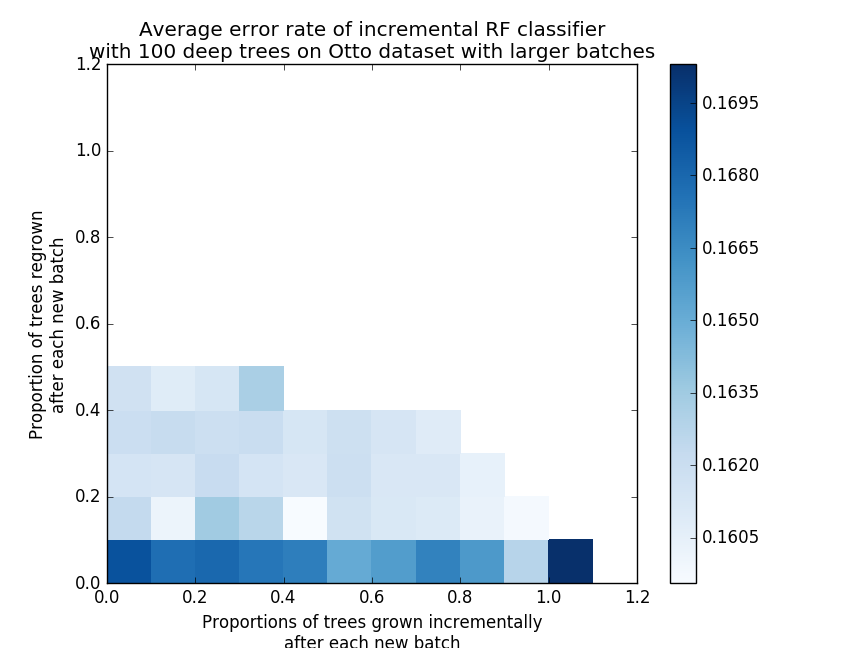 Average error rate of incremental RF classifier
with 100 deep trees on Otto dataset with larger batches
1.2
1.0
0.8
0.6
0.4
0.2
0.0
Proportion of trees regrown
after each new batch
0.0 0.2 0.4 0.6 0.8 1.0 1.2
Proportions of trees grown incrementally
after each new batch
0.1695
0.1680
0.1665
0.1650
0.1635
0.1620
0.1605